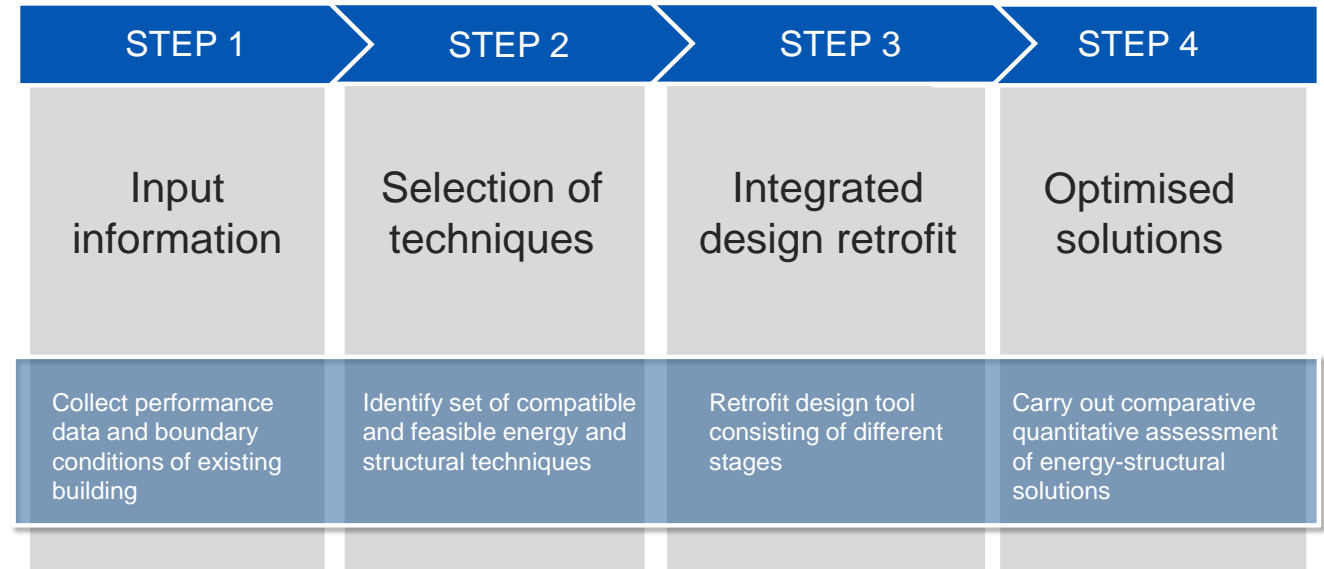 STEP 1
STEP 2
STEP 3
STEP 4
Input
information
Selection of
techniques
Integrated
design retrofit
Optimised
solutions
Collect performance
data and boundary
conditions of existing
building
Identify set of compatible
and feasible energy and
structural techniques
Retrofit design tool
consisting of different
stages
Carry out comparative
quantitative assessment
of energy-structural
solutions